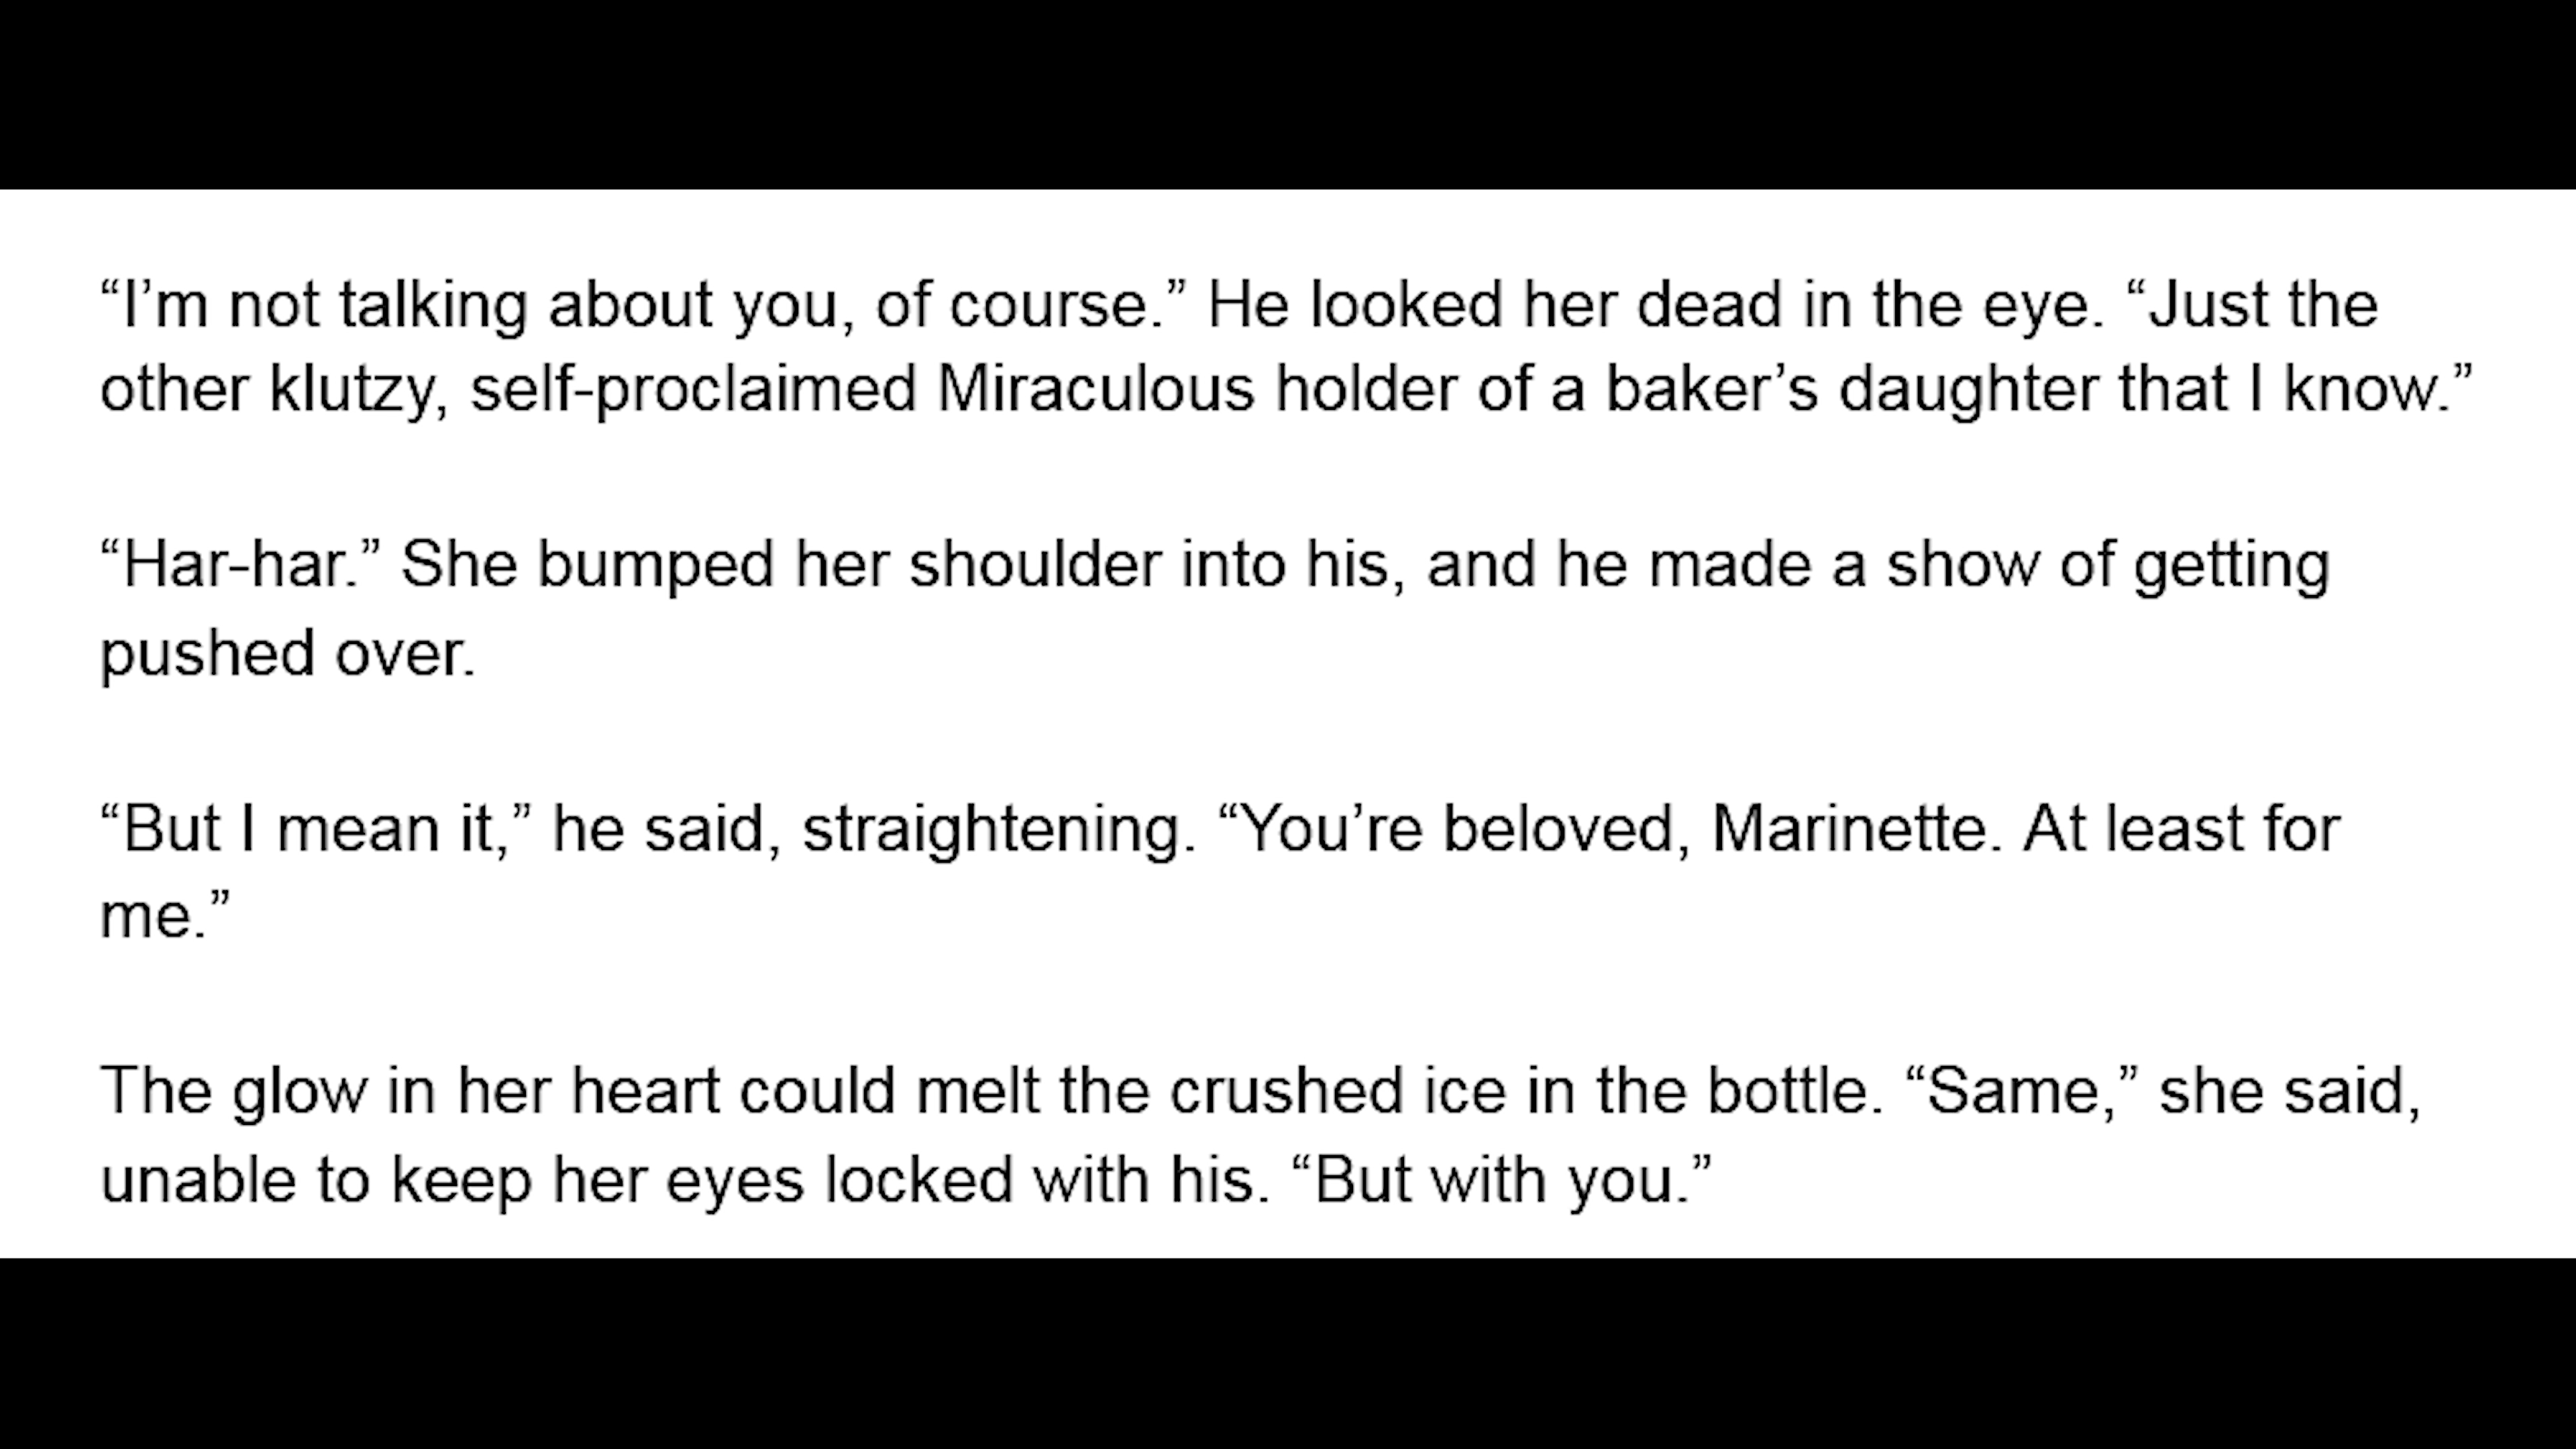 “I’m not talking about you, of course.” He looked her dead in the eye. “Just the
other klutzy, self-proclaimed Miraculous holder of a baker’s daughter that I know.”
“Har-har.” She bumped her shoulder into his, and he made a show of getting
pushed over.
“But I mean it,” he said, straightening. “You’re beloved, Marinette. At least for
me.”
The glow in her heart could melt the crushed ice in the bottle. “Same,” she said,
unable to keep her eyes locked with his. “But with you.”